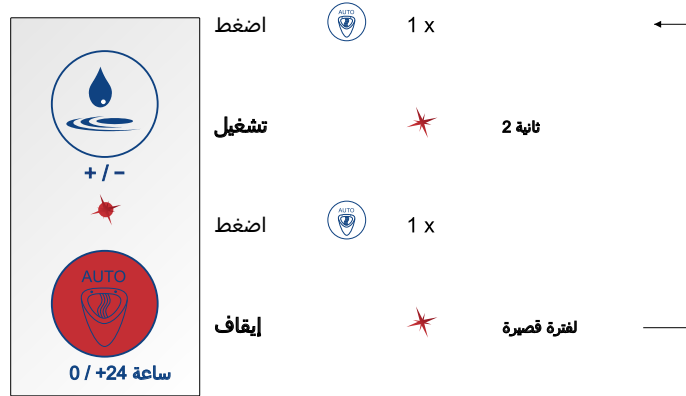 اضغط AUTO 1 x
تشغيل ثانية 2
+ / −
اضغط AUTO 1 x
AUTO
إيقاف لفترة قصيرة
0 / +24 ساعة